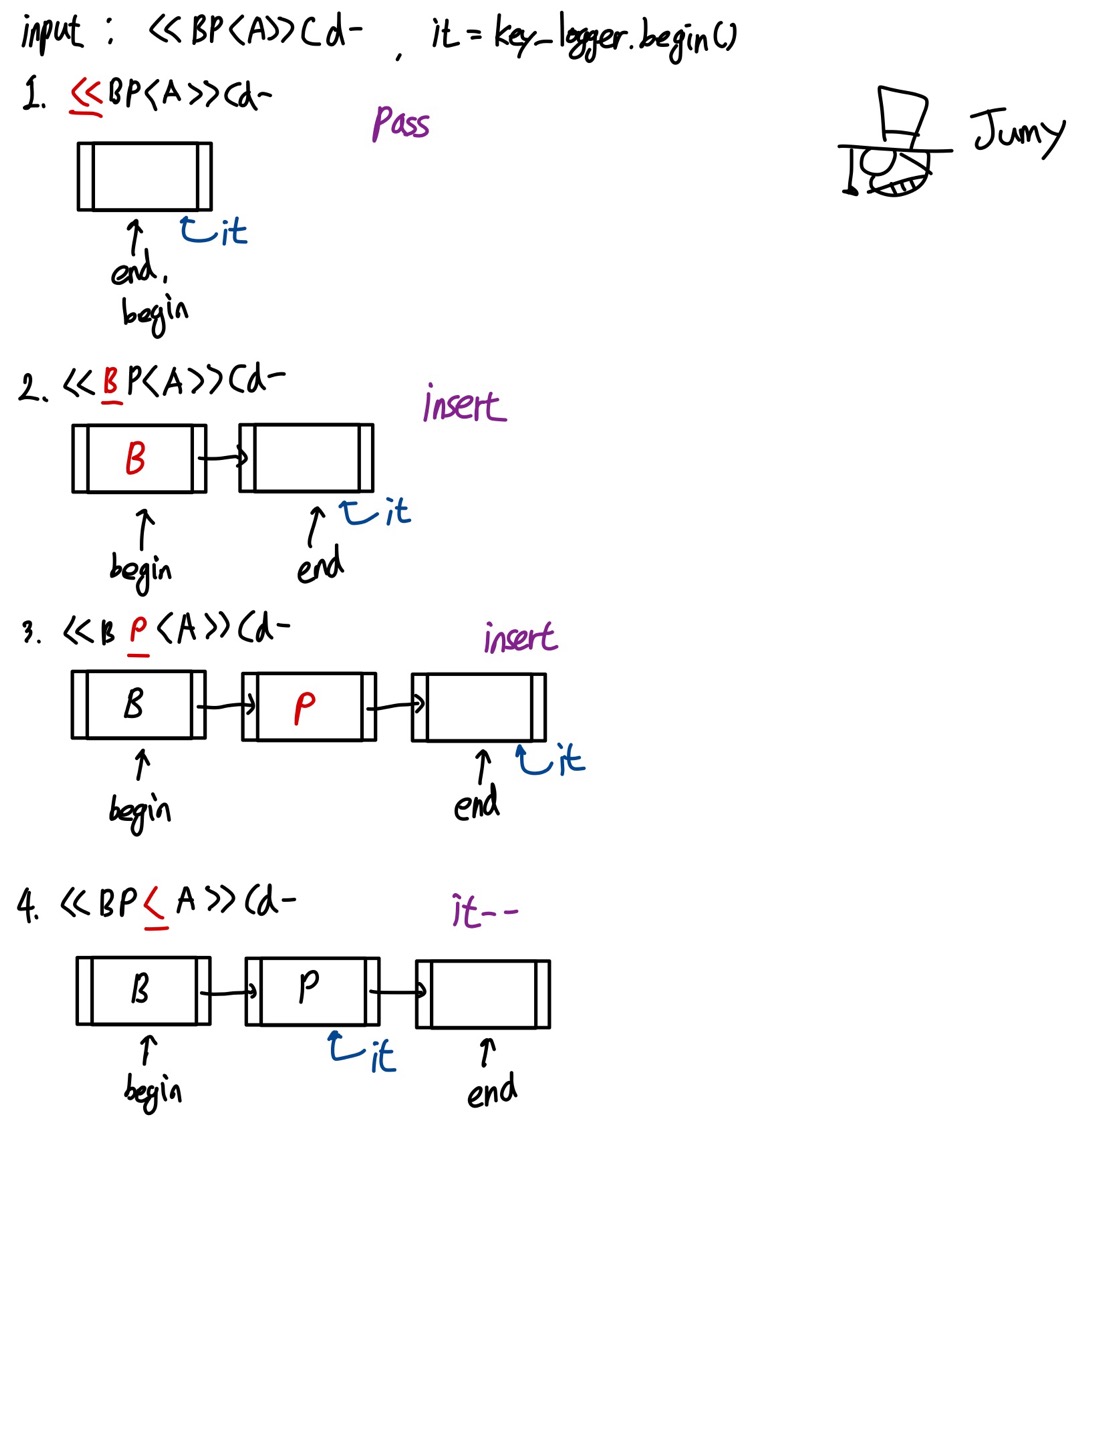 input : <<BP<A>>Cd- , it = key_logger.begin()
1. <<BP<A>>Cd-
Pass
Jumy
it
end,
begin
2. <<BP<A>>Cd-
insert
B
it
begin
end
3. <<BP<A>>Cd-
insert
B P
it
begin
end
4. <<BP<A>>Cd-
it--
B P
it
begin
end